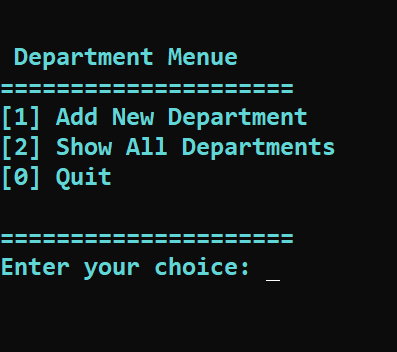 Department Menue
=====================
[1] Add New Department
[2] Show All Departments
[0] Quit
=====================
Enter your choice: _